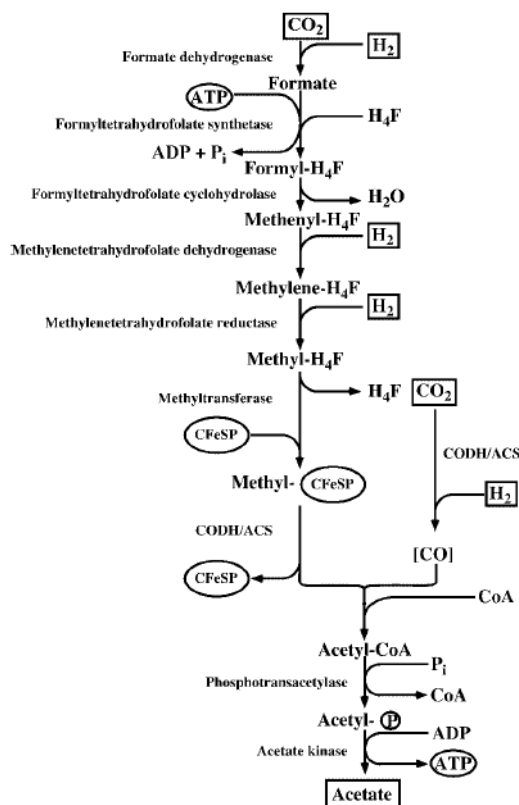 CO₂
H₂
Formate dehydrogenase
Formate
ATP
Formyltetrahydrofolate synthetase
H₄F
ADP + Pᵢ
Formyl-H₄F
Formyltetrahydrofolate cyclohydrolase
H₂O
Methenyl-H₄F
H₂
Methylenetetrahydrofolate dehydrogenase
Methylene-H₄F
H₂
Methylenetetrahydrofolate reductase
Methyl-H₄F
H₄F
CO₂
Methyltransferase
CFeSP
CODH/ACS
Methyl- CFeSP
H₂
CODH/ACS
[CO]
CFeSP
CoA
Acetyl-CoA
Pᵢ
Phosphotransacetylase
CoA
Acetyl- P
ADP
Acetate kinase
ATP
Acetate